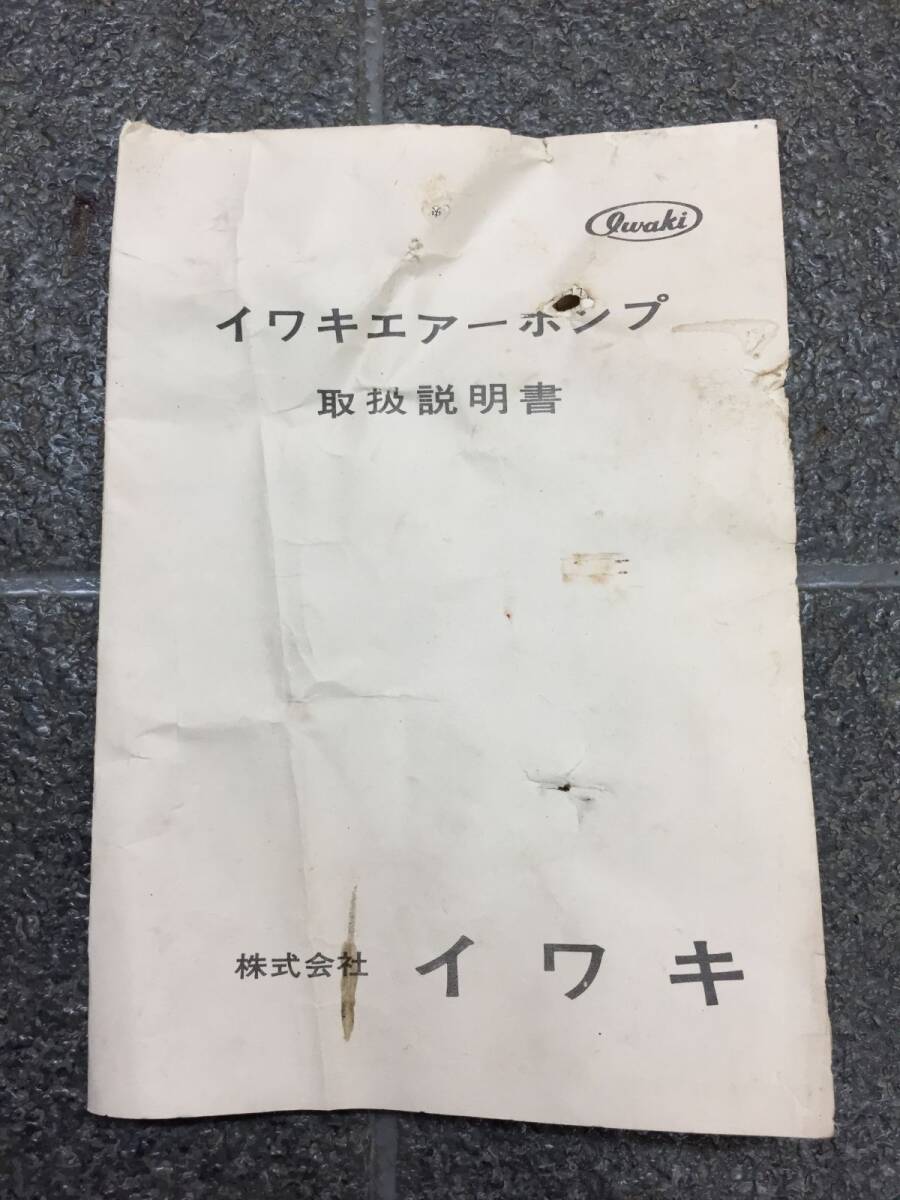 Iwaki
イワキエアーポンプ
取扱説明書
株式会社 イワキ